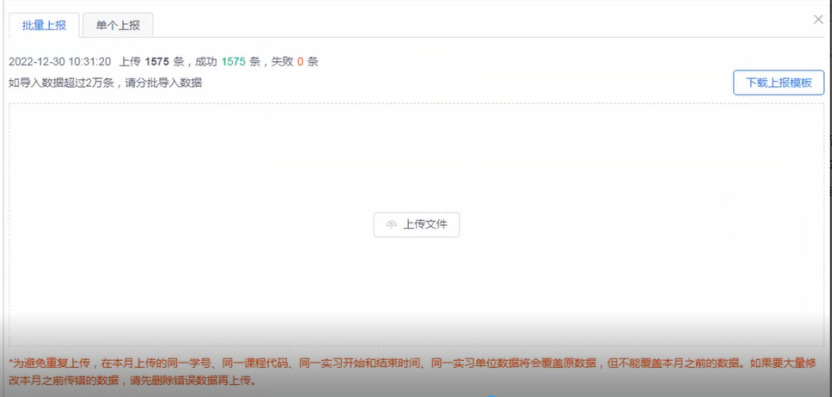 批量上报 单个上报
2022-12-30 10:31:20 上传 1575 条，成功 1575 条，失败 0 条
如导入数据超过2万条，请分批导入数据
下载上报模板
上传文件
*为避免重复上传，在本月上传的同一学号、同一课程代码、同一实习开始和结束时间、同一实习单位数据将会覆盖原数据，但不能覆盖本月之前的数据。如果要大量修
改本月之前传错的数据，请先删除错误数据再上传。